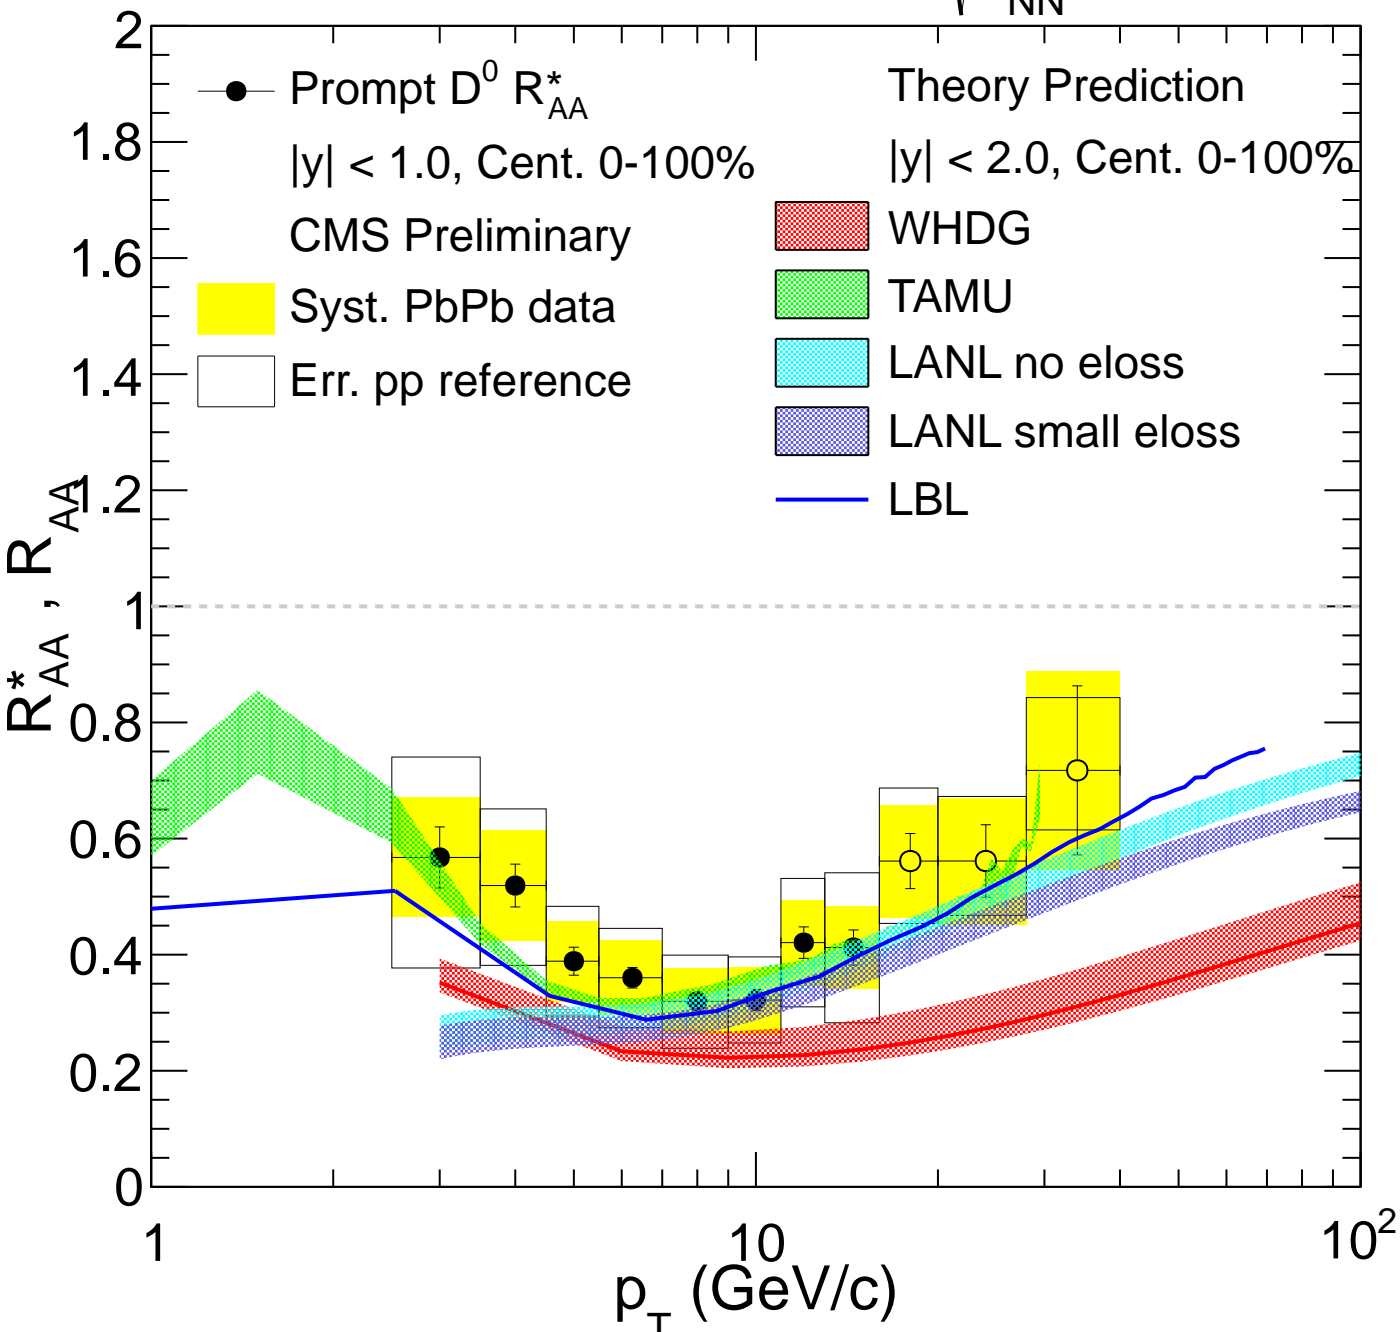 √ NN
Prompt D⁰ R*AA
|y| < 1.0, Cent. 0-100%
CMS Preliminary
Syst. PbPb data
Err. pp reference
Theory Prediction
|y| < 2.0, Cent. 0-100%
WHDG
TAMU
LANL no eloss
LANL small eloss
LBL
R*AA , RAA
2
1.8
1.6
1.4
1.2
1
0.8
0.6
0.4
0.2
0
1
10
10²
pT (GeV/c)